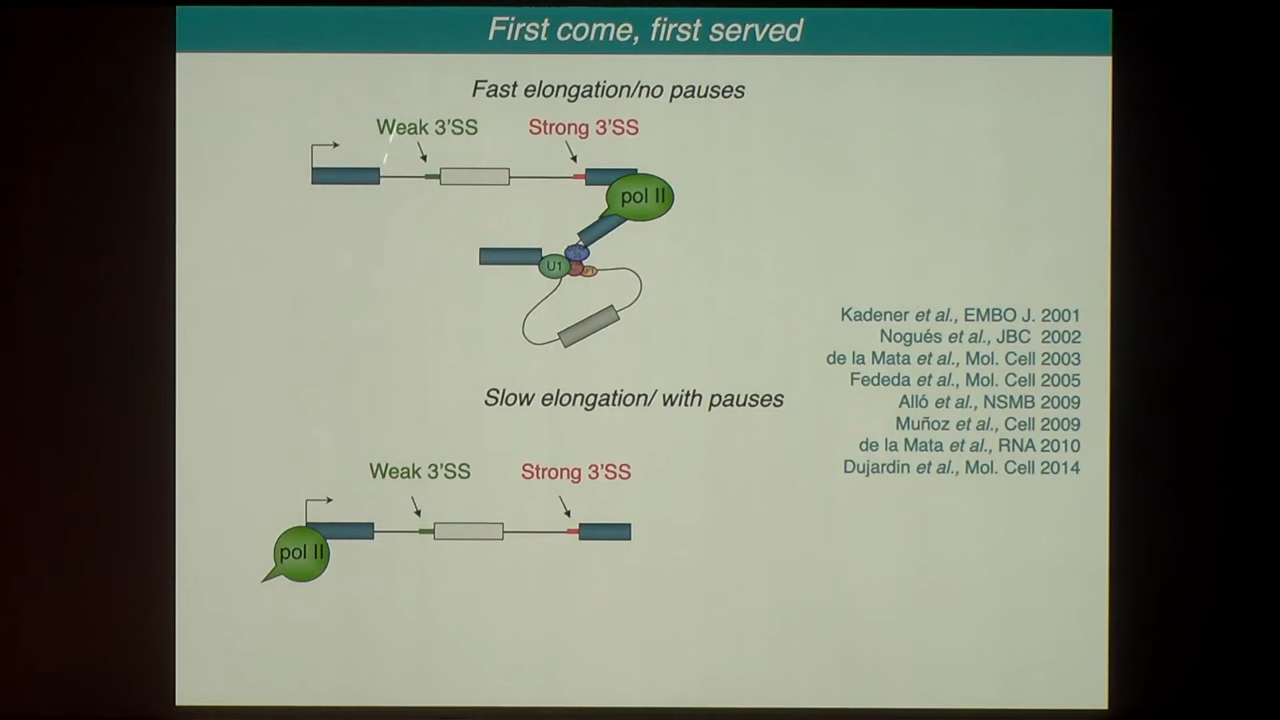 First come, first served
Fast elongation/no pauses
Weak 3'SS
Strong 3'SS
pol II
U1
Kadener et al., EMBO J. 2001
Nogués et al., JBC 2002
de la Mata et al., Mol. Cell 2003
Fededa et al., Mol. Cell 2005
Alló et al., NSMB 2009
Muñoz et al., Cell 2009
de la Mata et al., RNA 2010
Dujardin et al., Mol. Cell 2014
Slow elongation/ with pauses
Weak 3'SS
Strong 3'SS
pol II